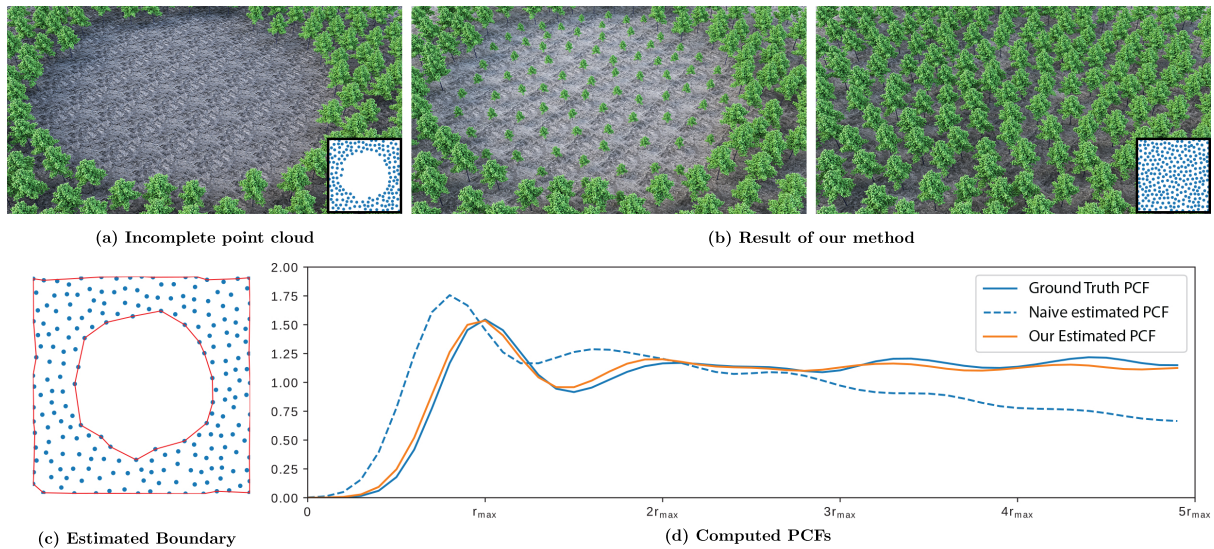 (a) Incomplete point cloud
(b) Result of our method
2.00
1.75
1.50
1.25
1.00
0.75
0.50
0.25
0.00
0
rmax
2rmax
3rmax
4rmax
5rmax
Ground Truth PCF
Naive estimated PCF
Our Estimated PCF
(c) Estimated Boundary
(d) Computed PCFs